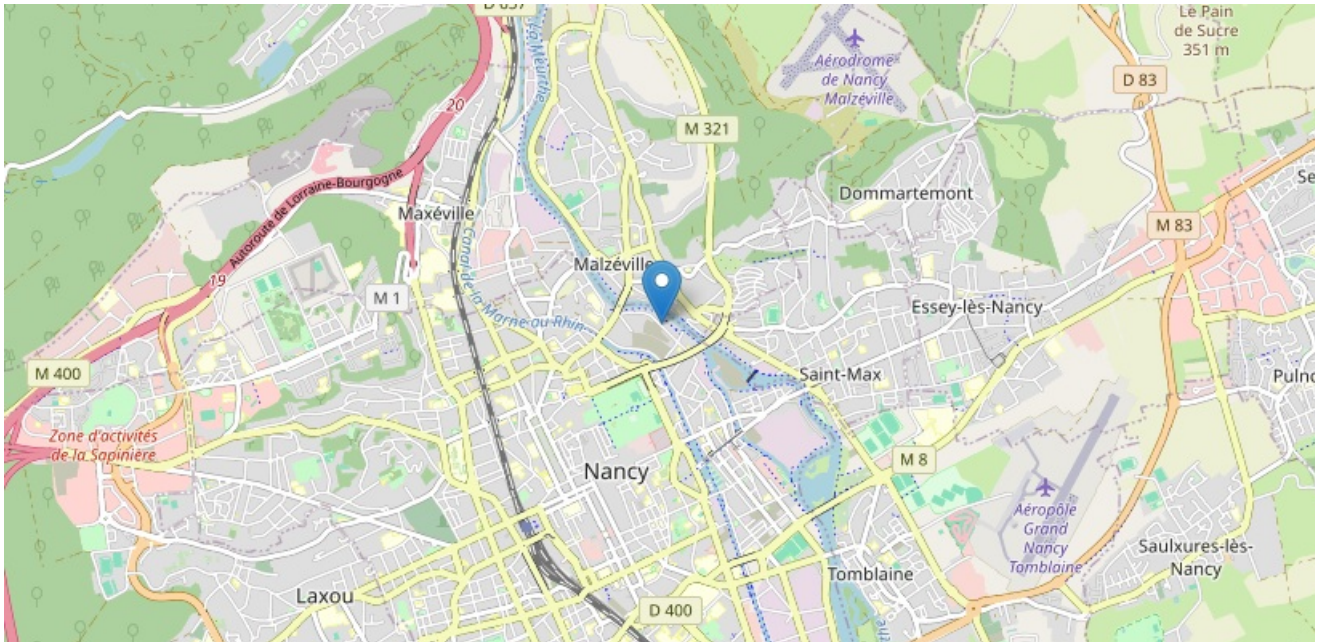 D 837
La Meurthe
Le Pain
de Sucre
351 m
Aérodrome
de Nancy
Malzéville
D 83
20
M 321
Autoroute de Lorraine-Bourgogne
Dommartemont
Se
Maxéville
M 83
Canal de la Marne au Rhin
Malzéville
19
M 1
Essey-lès-Nancy
M 400
Saint-Max
Pulno
Zone d'activités
de la Sapinière
Nancy
M 8
Aéropôle
Grand
Nancy
Tomblaine
Saulxures-lès-
Nancy
Tomblaine
Laxou
D 400